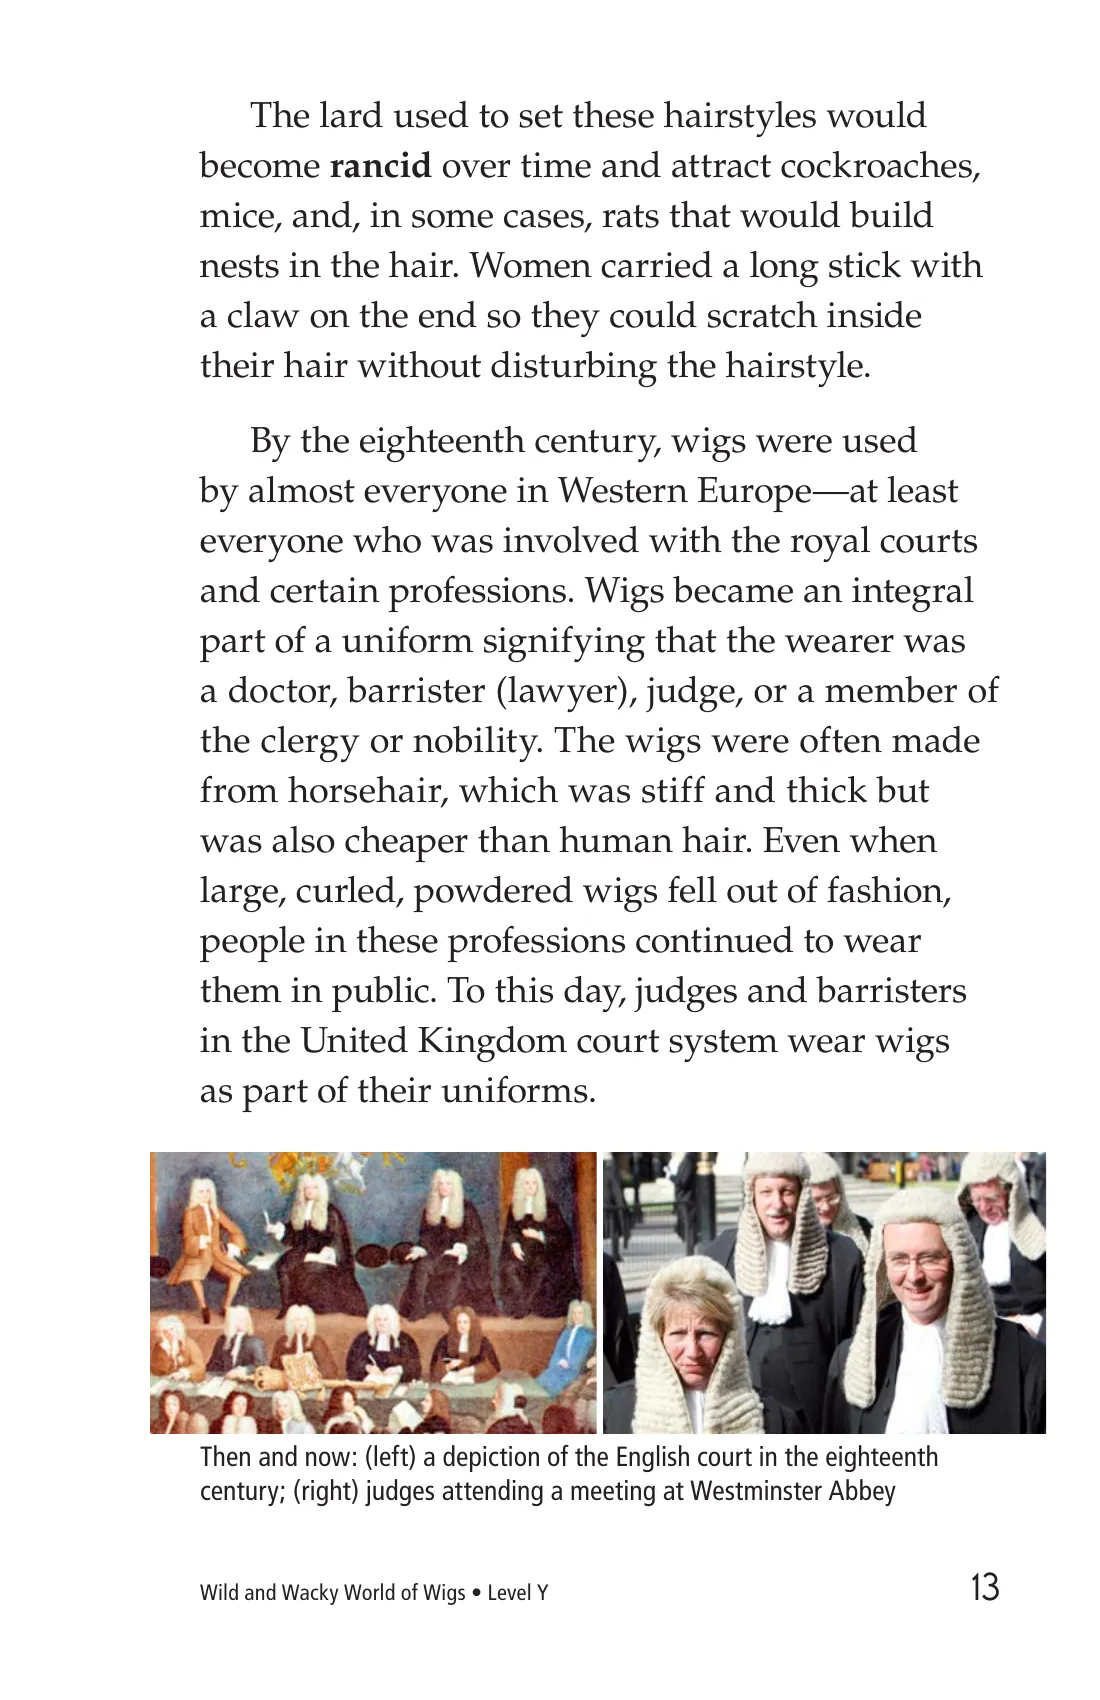 The lard used to set these hairstyles would
become rancid over time and attract cockroaches,
mice, and, in some cases, rats that would build
nests in the hair. Women carried a long stick with
a claw on the end so they could scratch inside
their hair without disturbing the hairstyle.
By the eighteenth century, wigs were used
by almost everyone in Western Europe—at least
everyone who was involved with the royal courts
and certain professions. Wigs became an integral
part of a uniform signifying that the wearer was
a doctor, barrister (lawyer), judge, or a member of
the clergy or nobility. The wigs were often made
from horsehair, which was stiff and thick but
was also cheaper than human hair. Even when
large, curled, powdered wigs fell out of fashion,
people in these professions continued to wear
them in public. To this day, judges and barristers
in the United Kingdom court system wear wigs
as part of their uniforms.
Then and now: (left) a depiction of the English court in the eighteenth
century; (right) judges attending a meeting at Westminster Abbey
Wild and Wacky World of Wigs • Level Y
13